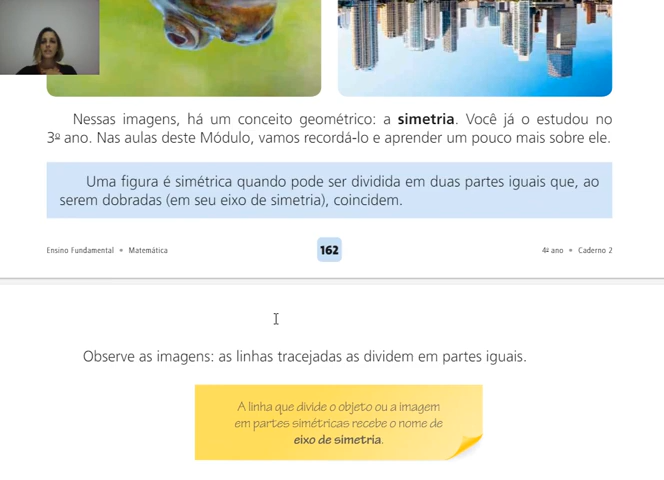 Nessas imagens, há um conceito geométrico: a simetria. Você já o estudou no
3º ano. Nas aulas deste Módulo, vamos recordá-lo e aprender um pouco mais sobre ele.
Uma figura é simétrica quando pode ser dividida em duas partes iguais que, ao
serem dobradas (em seu eixo de simetria), coincidem.
Ensino Fundamental • Matemática 162 4º ano • Caderno 2
Observe as imagens: as linhas tracejadas as dividem em partes iguais.
A linha que divide o objeto ou a imagem
em partes simétricas recebe o nome de
eixo de simetria.